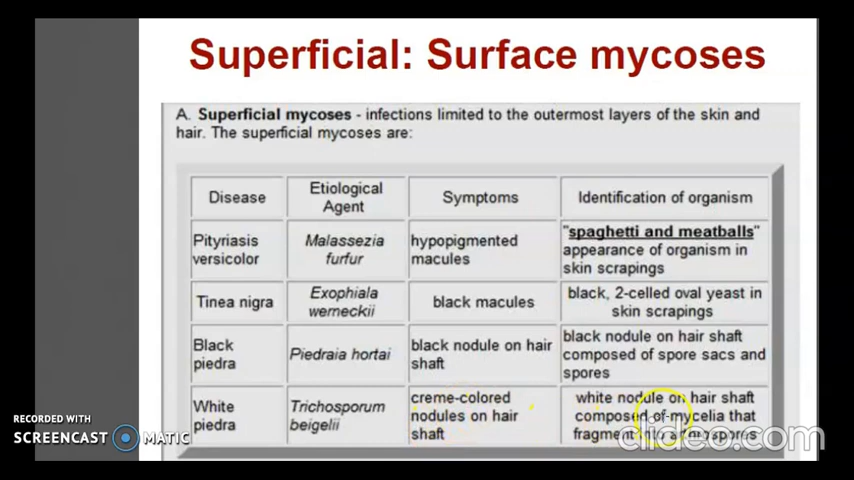 Superficial: Surface mycoses
A. Superficial mycoses - infections limited to the outermost layers of the skin and
hair. The superficial mycoses are:
Disease
Etiological
Agent
Symptoms
Identification of organism
Pityriasis
versicolor
Malassezia
furfur
hypopigmented
macules
"spaghetti and meatballs"
appearance of organism in
skin scrapings
Tinea nigra
Exophiala
werneckii
black macules
black, 2-celled oval yeast in
skin scrapings
Black
piedra
Piedraia hortai
black nodule on hair
shaft
black nodule on hair shaft
composed of spore sacs and
spores
White
piedra
Trichosporum
beigelii
creme-colored
nodules on hair
shaft
white nodule on hair shaft
composed of mycelia that
fragment into arthrospores
RECORDED WITH
SCREENCAST MATIC
clideo.com